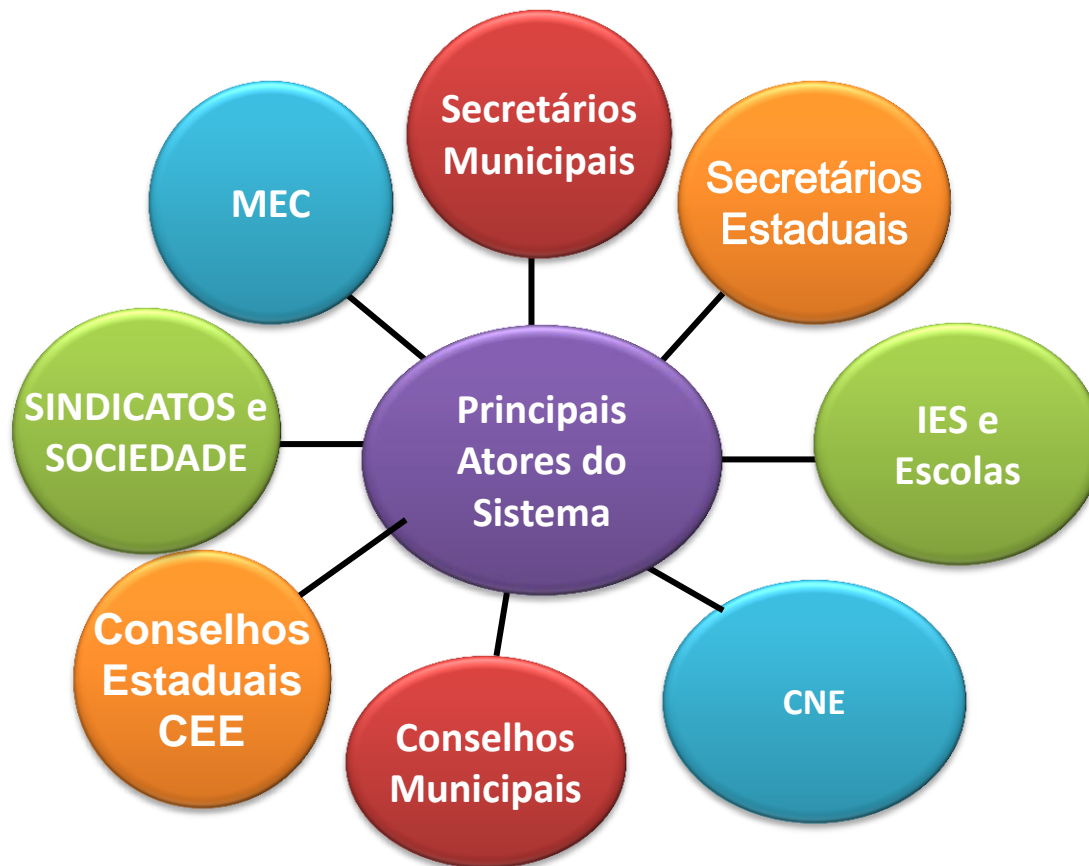 Secretários
Municipais
Secretários
Estaduais
MEC
SINDICATOS e
SOCIEDADE
Principais
Atores do
Sistema
IES e
Escolas
Conselhos
Estaduais
CEE
Conselhos
Municipais
CNE